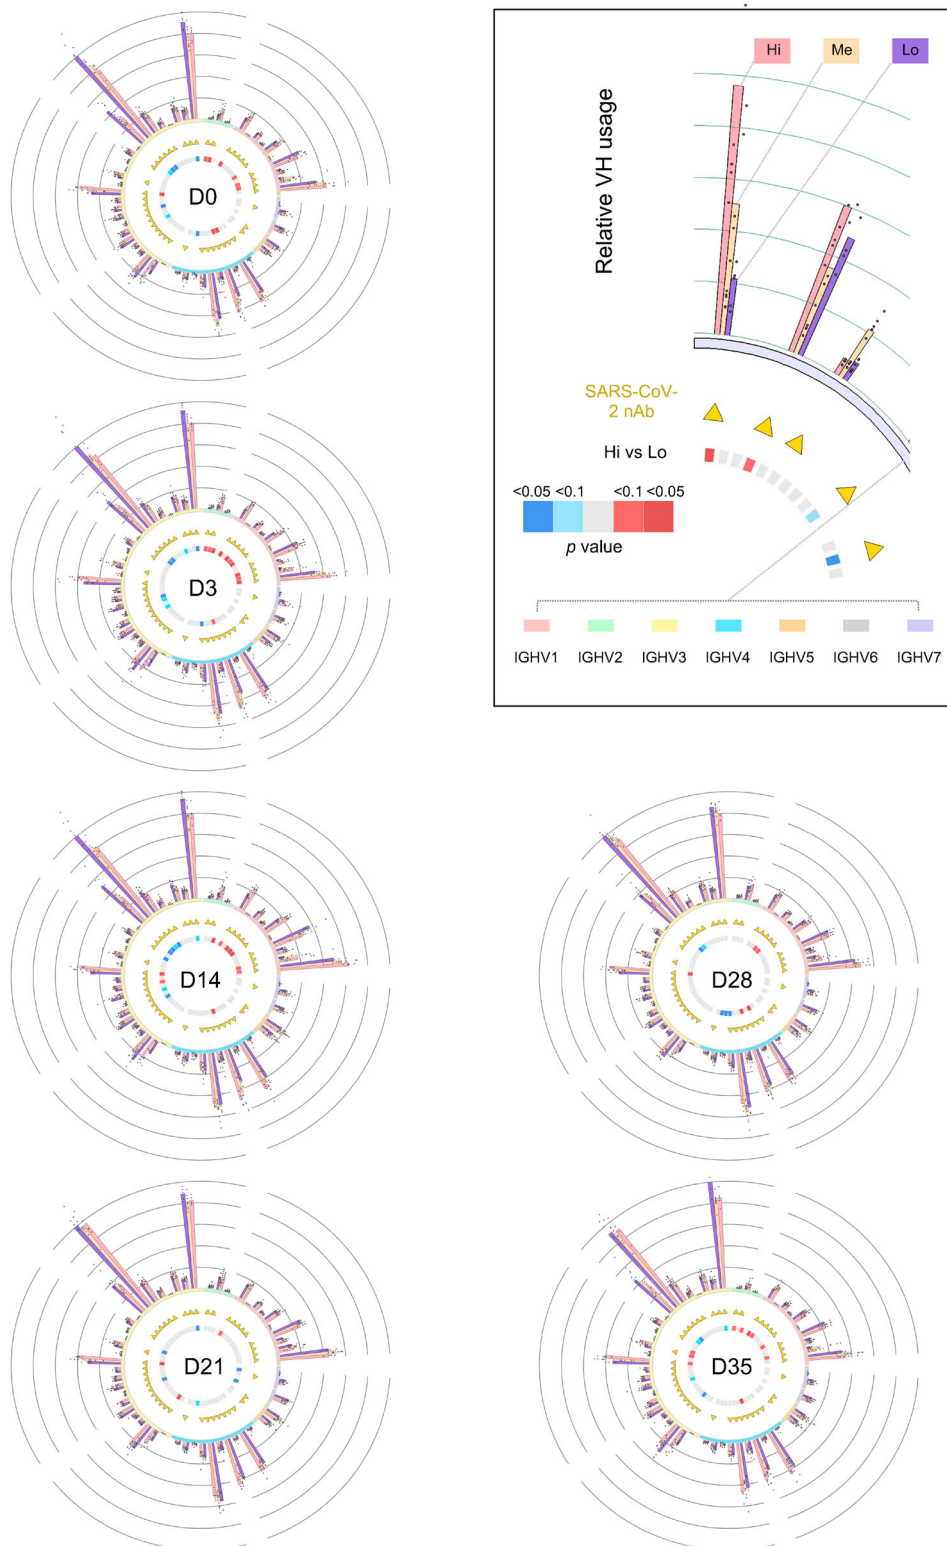 Hi Me Lo
Relative VH usage
SARS-CoV-
2 nAb
Hi vs Lo
<0.05 <0.1 <0.1 <0.05
p value
IGHV1 IGHV2 IGHV3 IGHV4 IGHV5 IGHV6 IGHV7
D0
D3
D14
D28
D21
D35